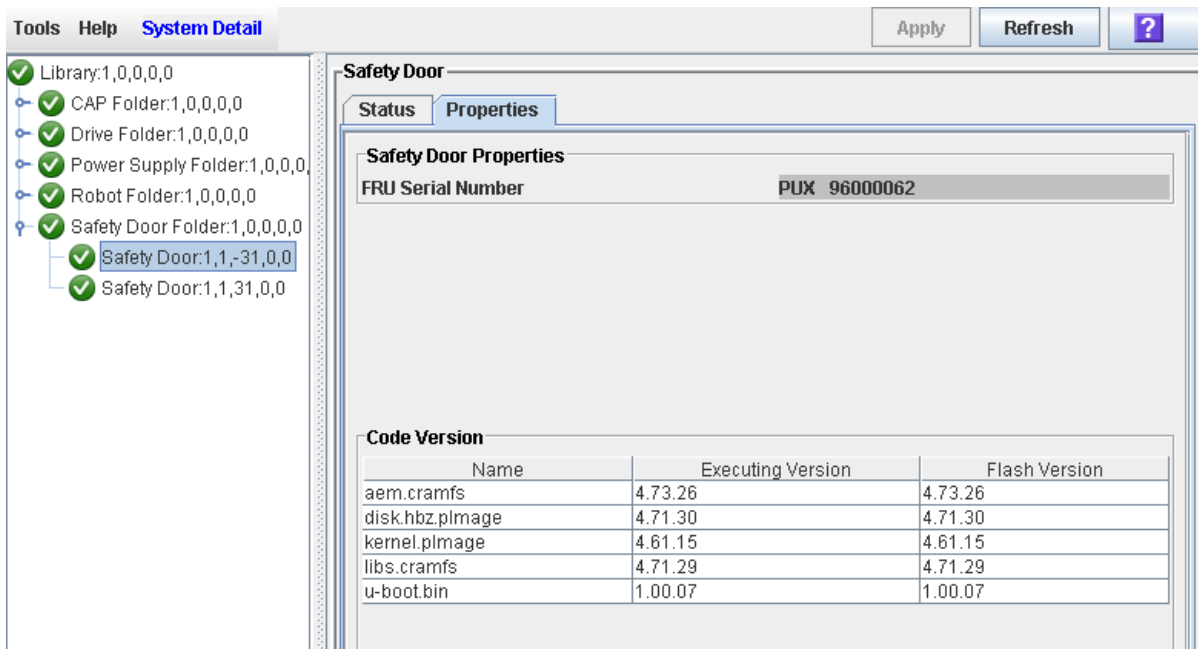 Tools Help System Detail Apply Refresh ?
Library:1,0,0,0,0
CAP Folder:1,0,0,0,0
Drive Folder:1,0,0,0,0
Power Supply Folder:1,0,0,0,
Robot Folder:1,0,0,0,0
Safety Door Folder:1,0,0,0,0
Safety Door:1,1,-31,0,0
Safety Door:1,1,31,0,0
Safety Door
Status Properties
Safety Door Properties
FRU Serial Number PUX 96000062
Code Version
Name Executing Version Flash Version
aem.cramfs 4.73.26 4.73.26
disk.hbz.pImage 4.71.30 4.71.30
kernel.pImage 4.61.15 4.61.15
libs.cramfs 4.71.29 4.71.29
u-boot.bin 1.00.07 1.00.07